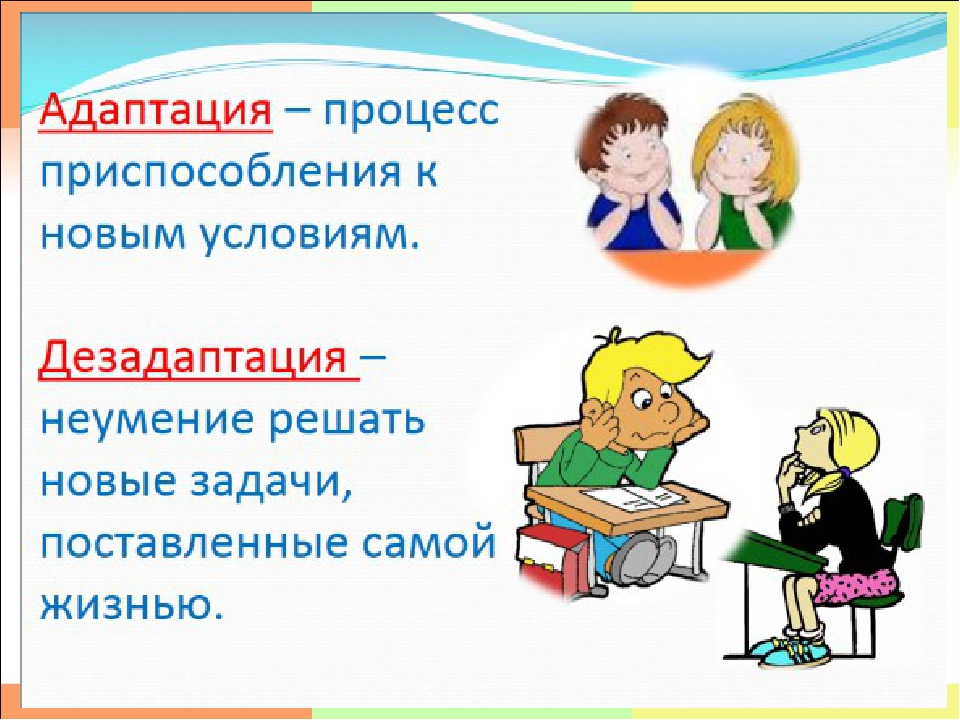 Адаптация – процесс
приспособления к
новым условиям.
Дезадаптация –
неумение решать
новые задачи,
поставленные самой
жизнью.